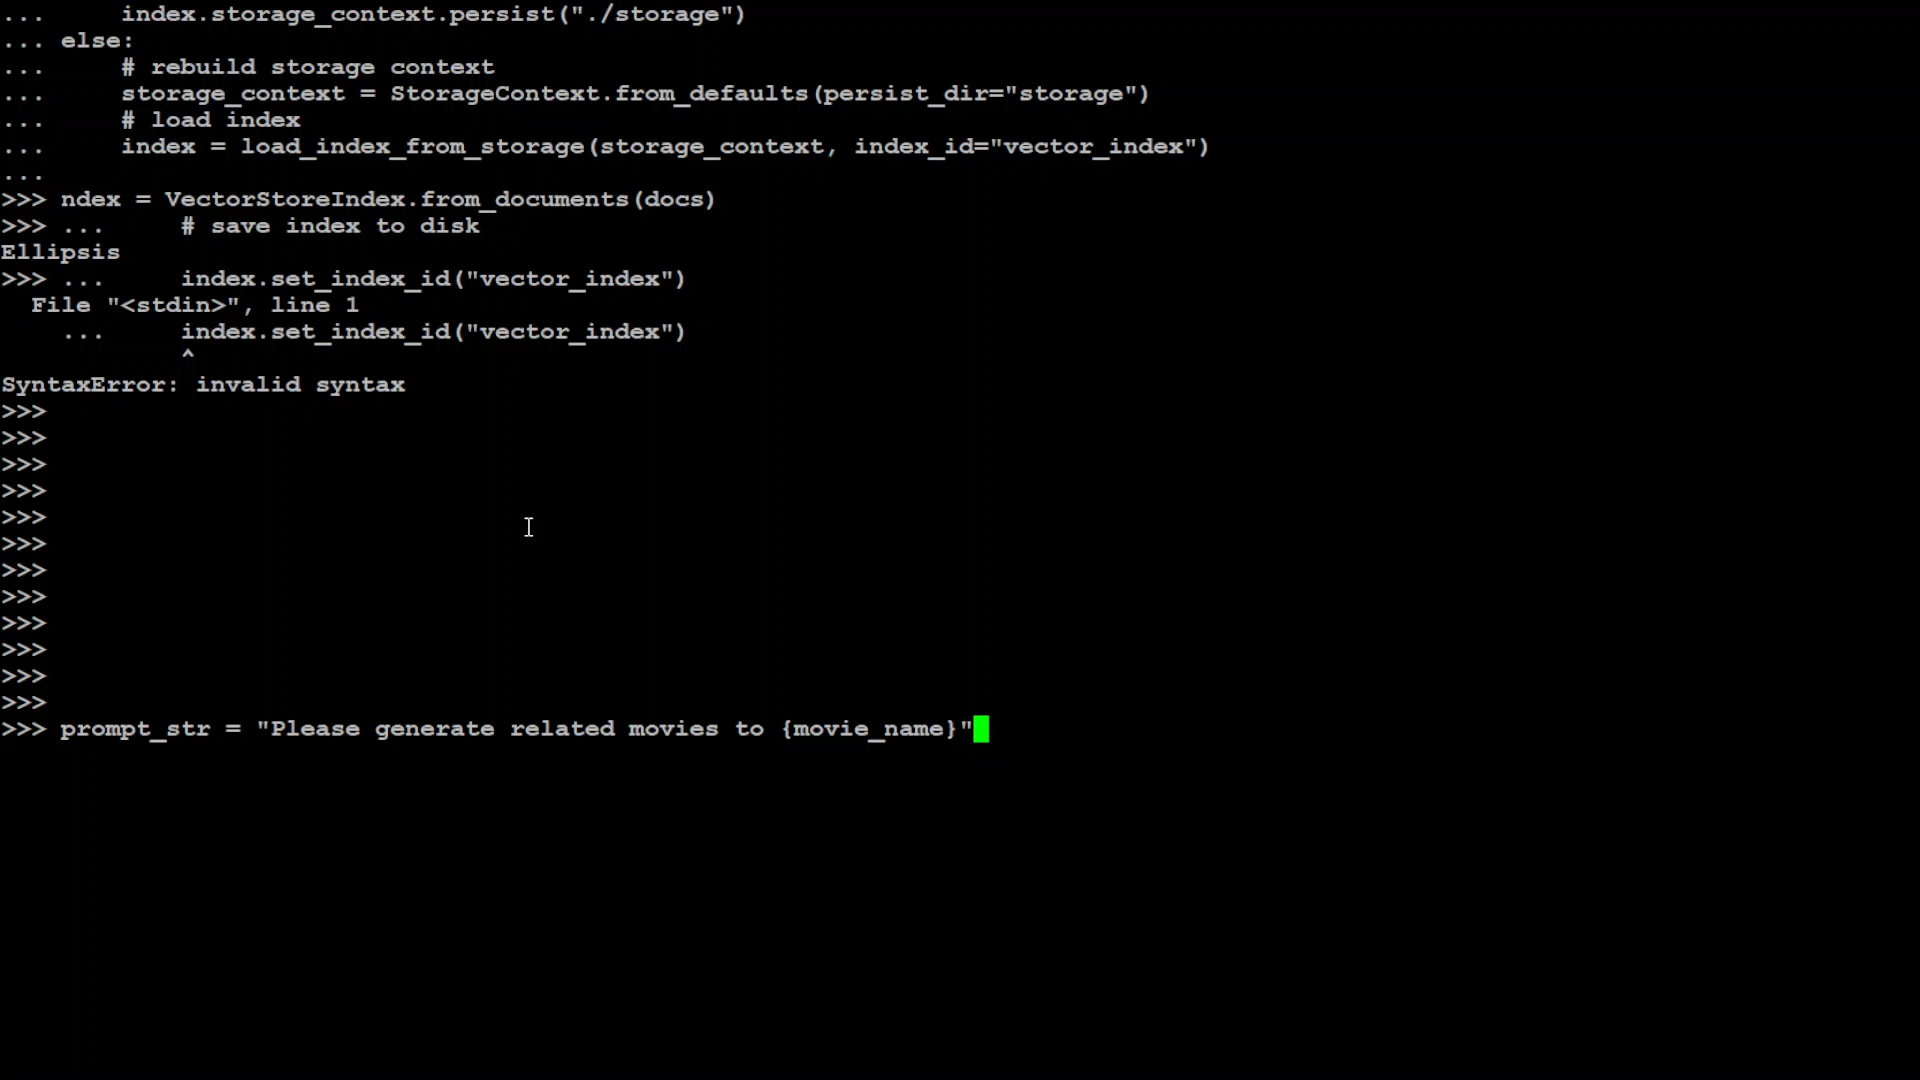 ...     index.storage_context.persist("./storage")
... else:
...     # rebuild storage context
...     storage_context = StorageContext.from_defaults(persist_dir="storage")
...     # load index
...     index = load_index_from_storage(storage_context, index_id="vector_index")
...
>>> ndex = VectorStoreIndex.from_documents(docs)
>>> ...     # save index to disk
Ellipsis
>>> ...     index.set_index_id("vector_index")
  File "<stdin>", line 1
    ...     index.set_index_id("vector_index")
            ^
SyntaxError: invalid syntax
>>>
>>>
>>>
>>>
>>>
>>>
>>>
>>>
>>>
>>>
>>>
>>>
>>> prompt_str = "Please generate related movies to {movie_name}"